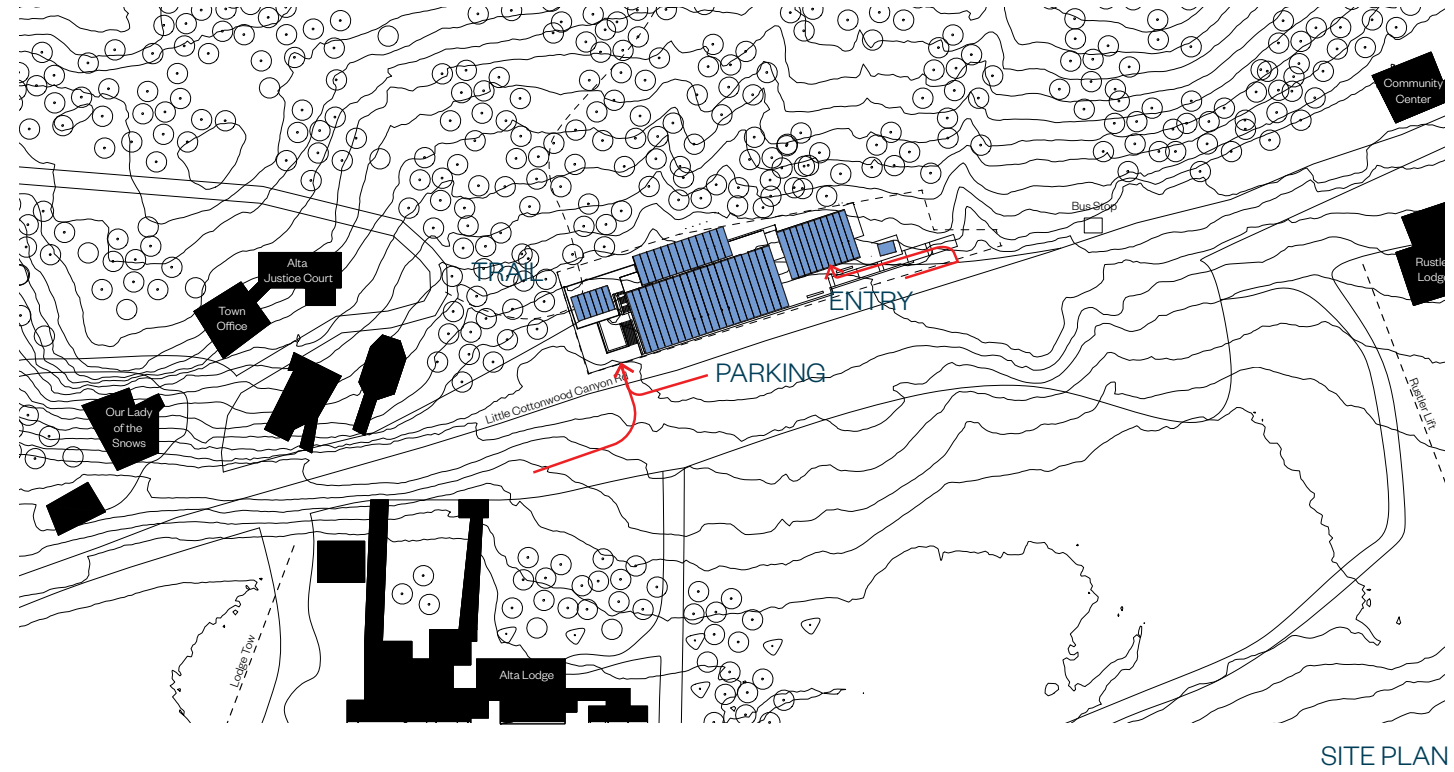 Community
Center
Bus Stop
Alta
Justice Court
TRAIL
Rustler
Lodge
ENTRY
Town
Office
PARKING
Little Cottonwood Canyon Rd
Rustler Lift
Our Lady
of the
Snows
Lodge Tow
Alta Lodge
SITE PLAN